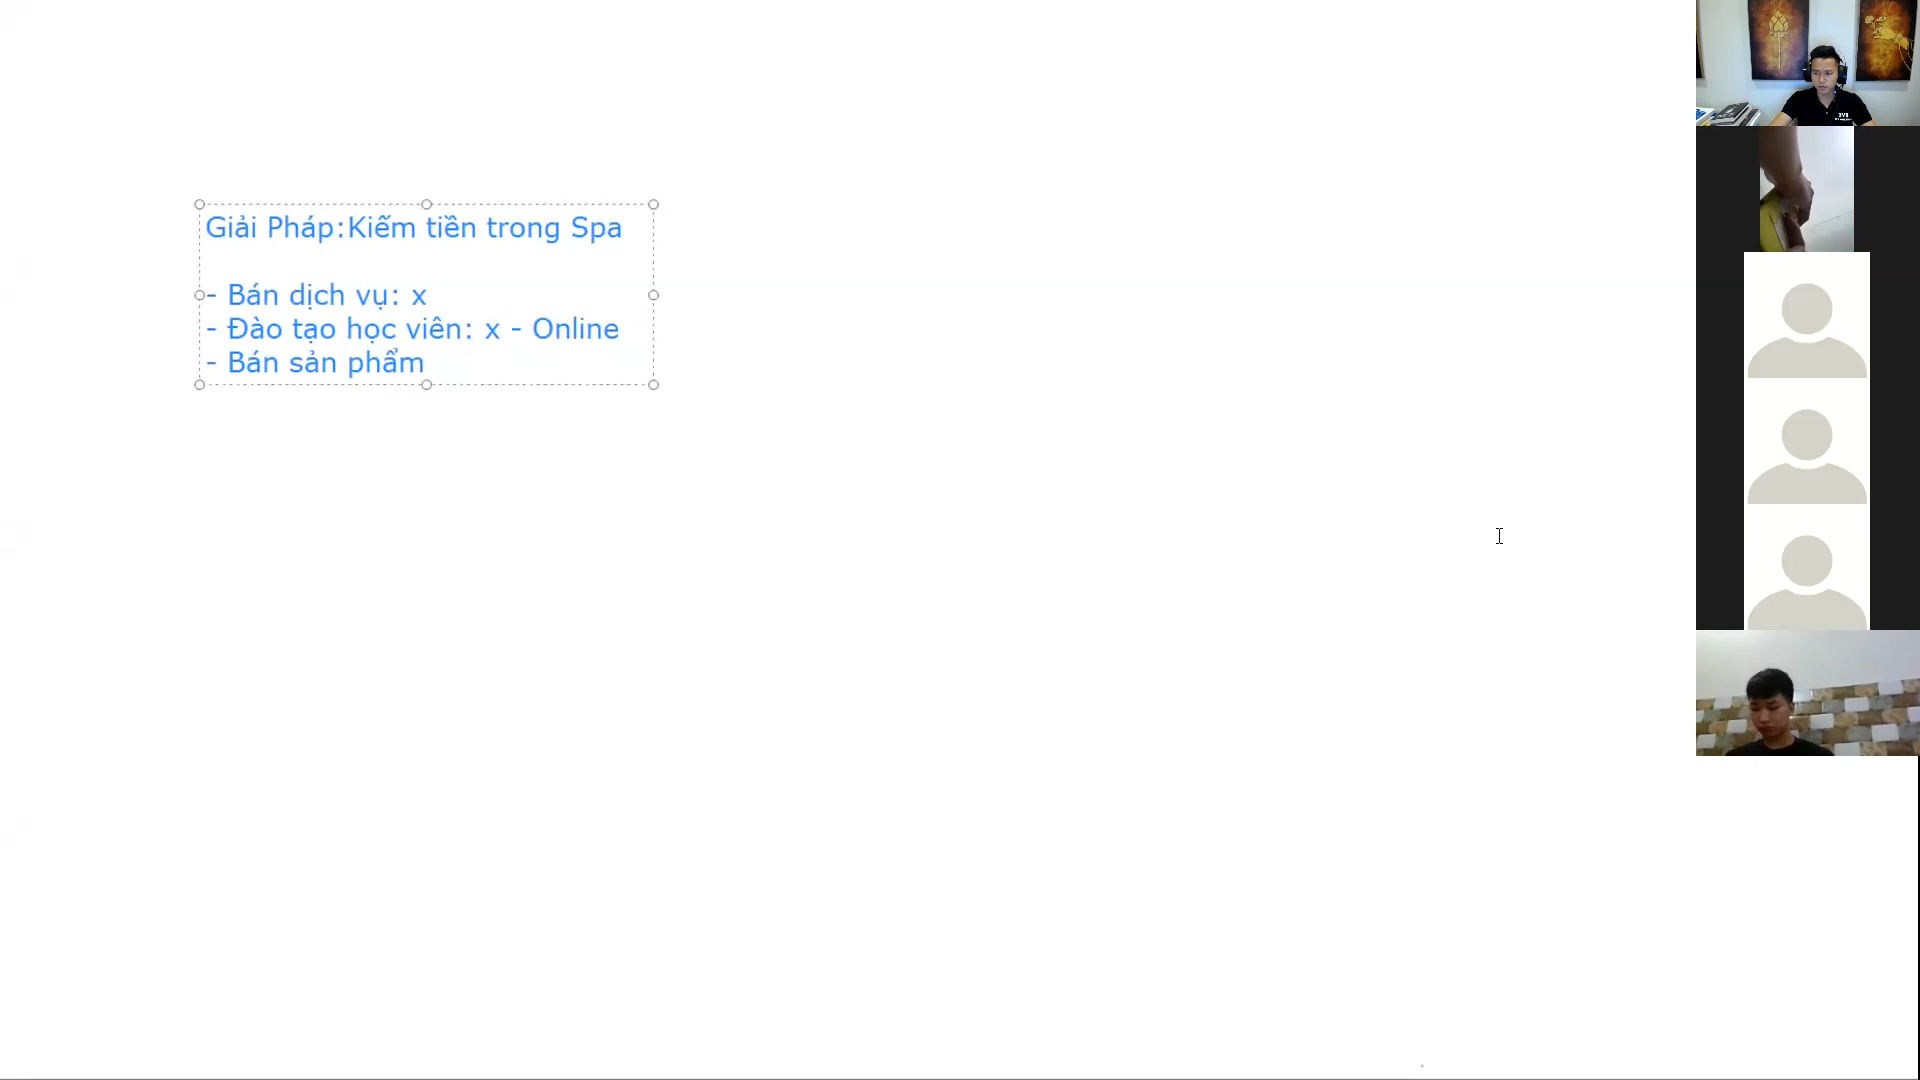 Giải Pháp:Kiếm tiền trong Spa
- Bán dịch vụ: x
- Đào tạo học viên: x - Online
- Bán sản phẩm